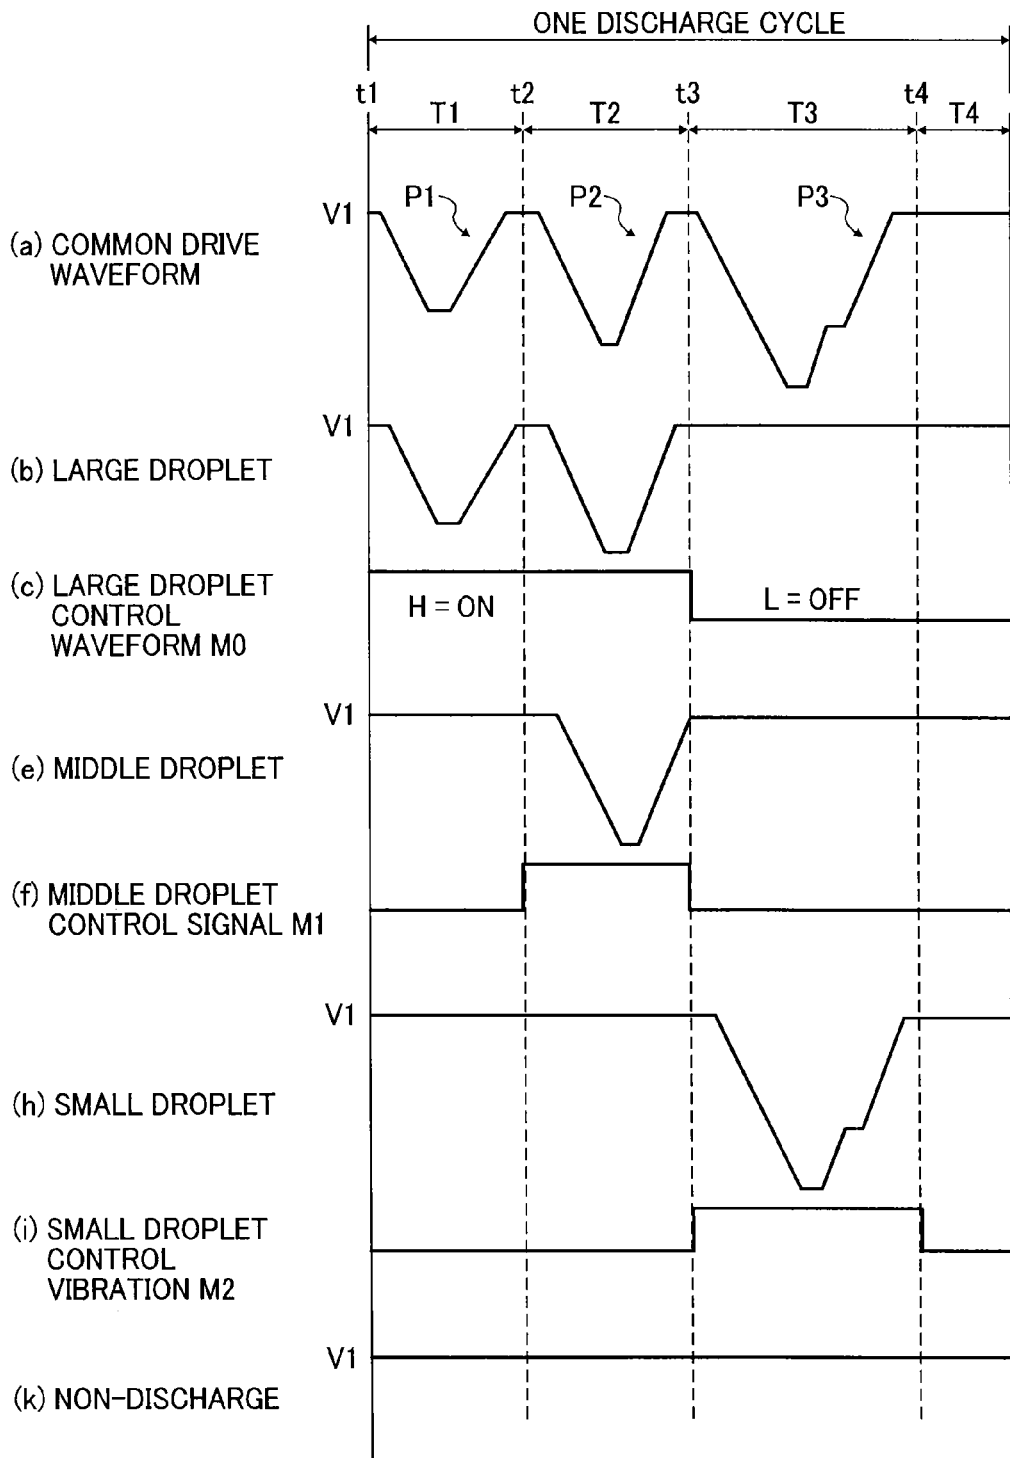 ONE DISCHARGE CYCLE
t1 t2 t3 t4
T1 T2 T3 T4
P1 P2 P3
V1
(a) COMMON DRIVE
WAVEFORM
V1
(b) LARGE DROPLET
(c) LARGE DROPLET
CONTROL
WAVEFORM M0
H = ON L = OFF
V1
(e) MIDDLE DROPLET
(f) MIDDLE DROPLET
CONTROL SIGNAL M1
V1
(h) SMALL DROPLET
(i) SMALL DROPLET
CONTROL
VIBRATION M2
V1
(k) NON-DISCHARGE